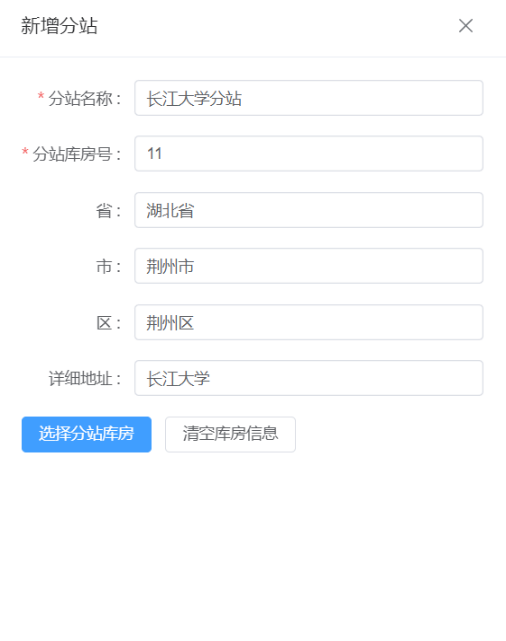 新增分站
* 分站名称： 长江大学分站
* 分站库房号： 11
省： 湖北省
市： 荆州市
区： 荆州区
详细地址： 长江大学
选择分站库房 清空库房信息